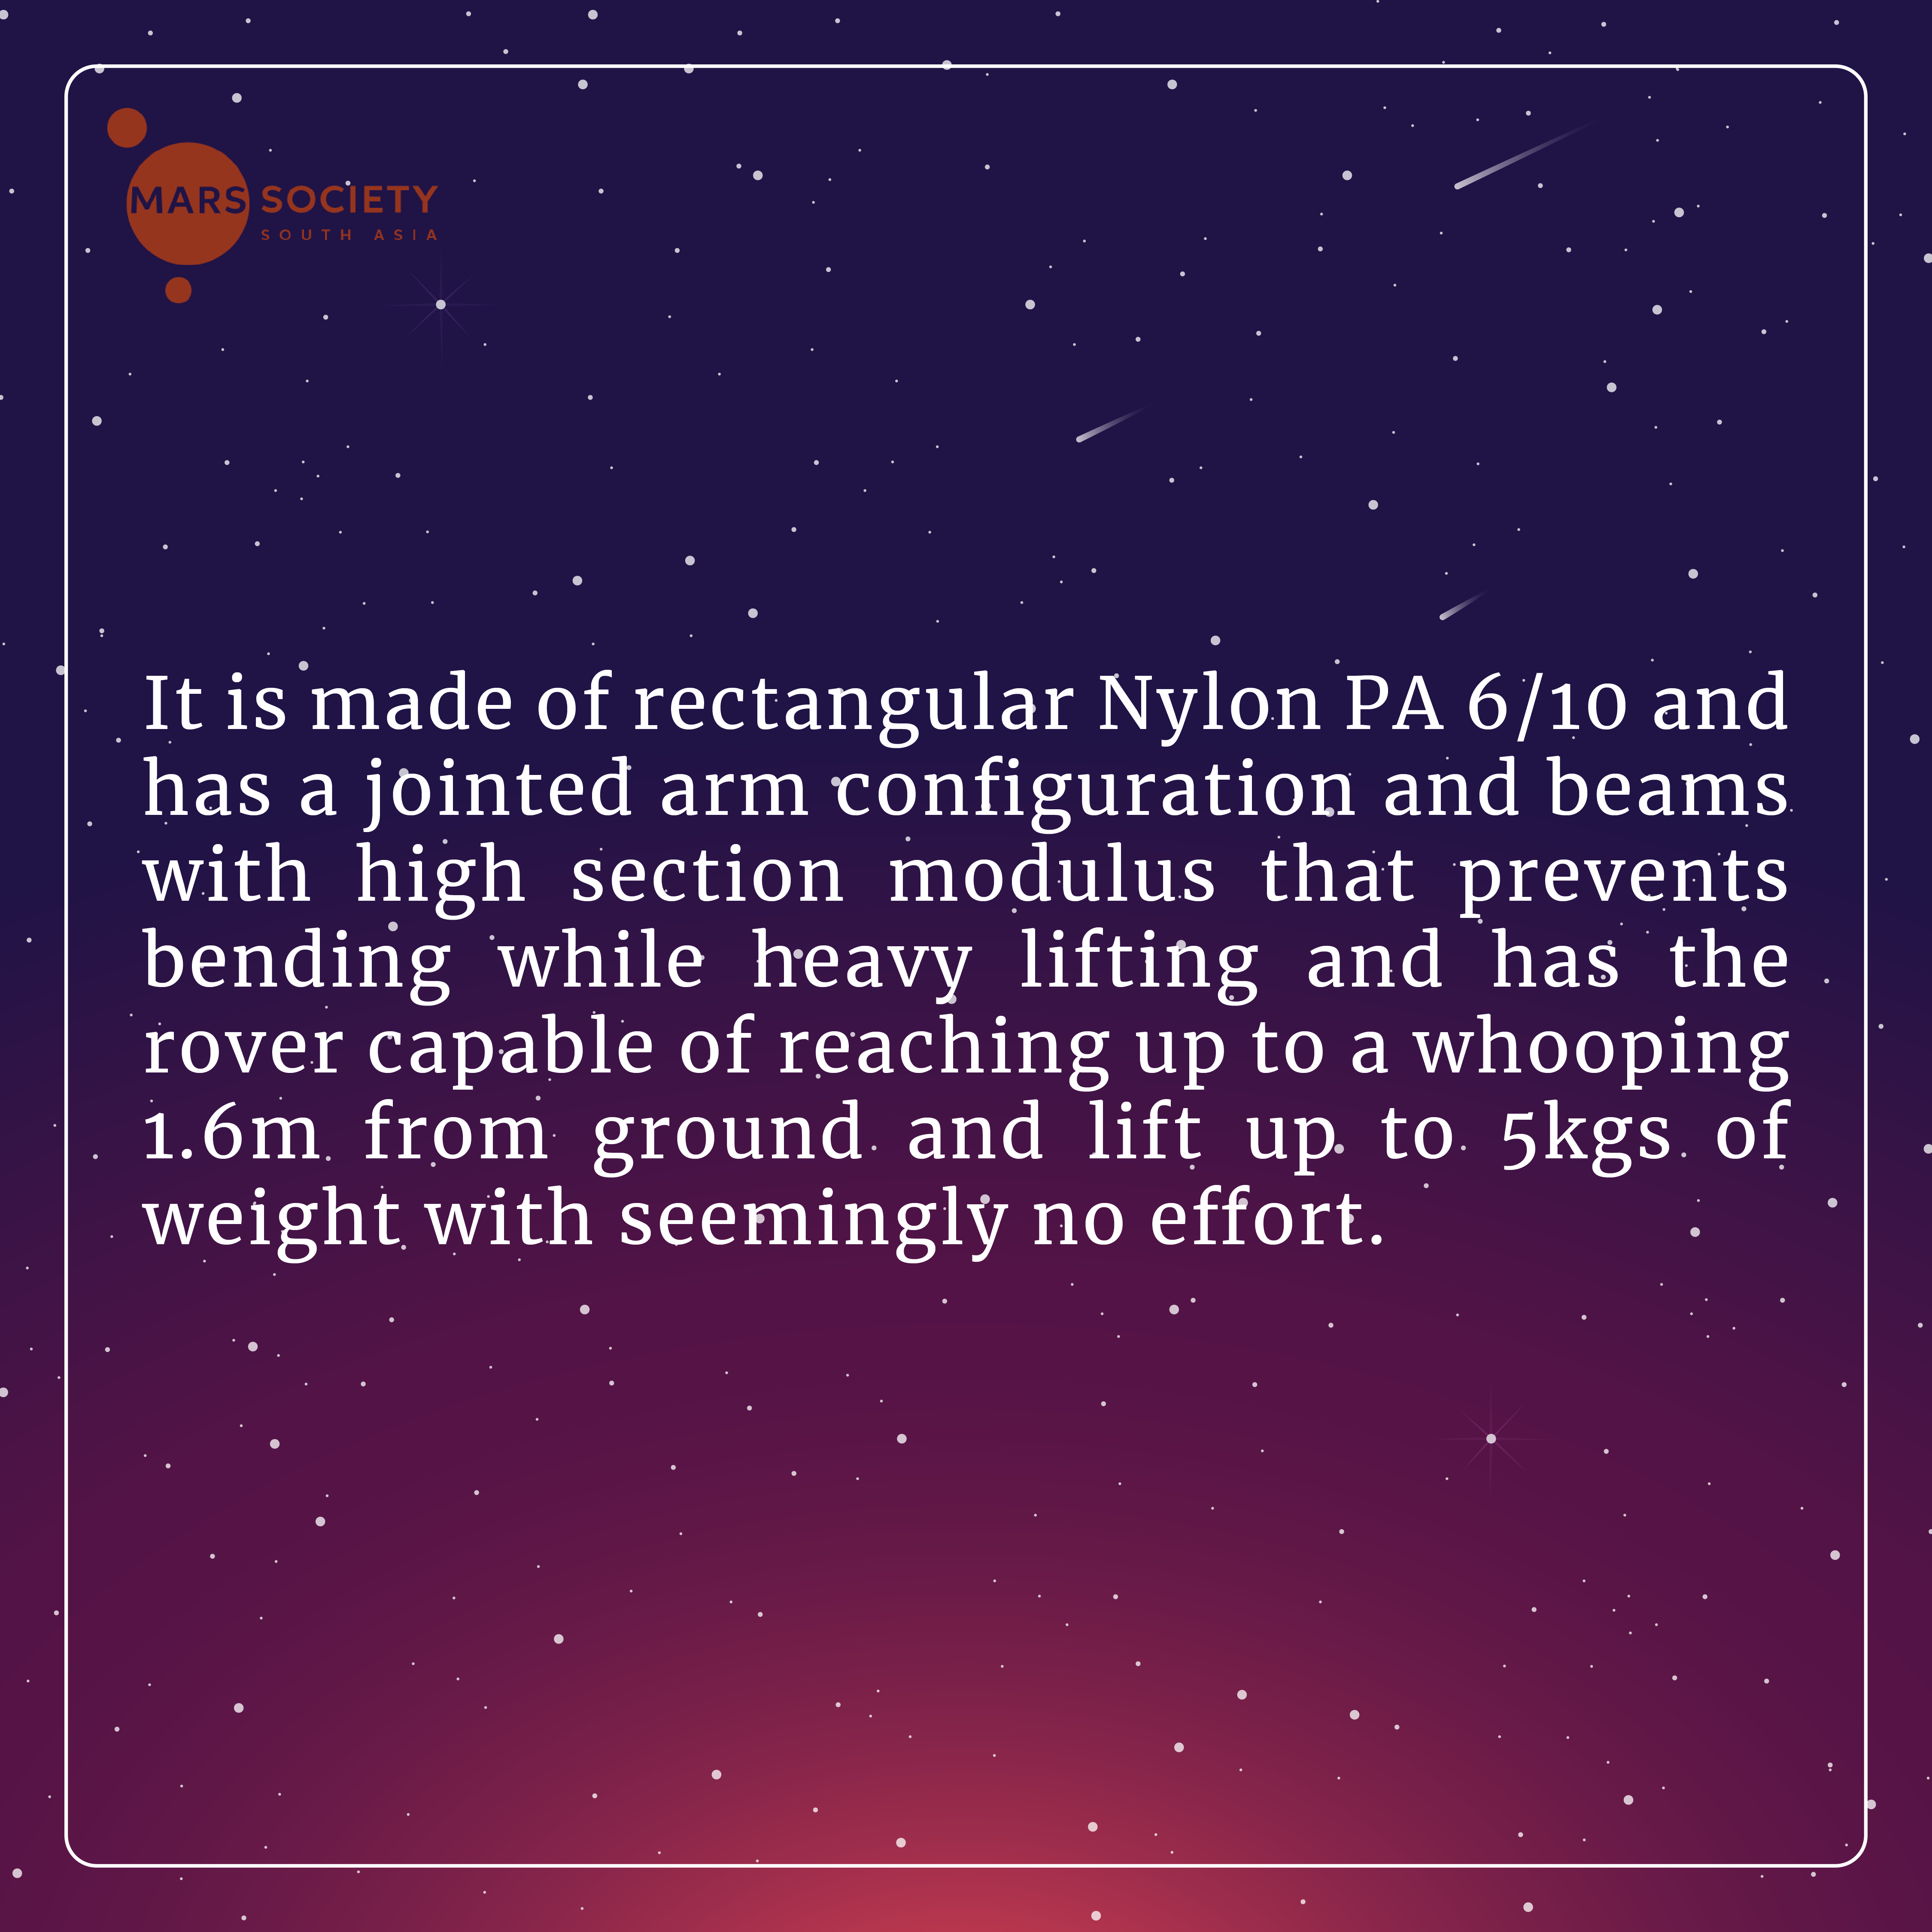 MARS SOCIETY
SOUTH ASIA
It is made of rectangular Nylon PA 6/10 and
has a jointed arm configuration and beams
with high section modulus that prevents
bending while heavy lifting and has the
rover capable of reaching up to a whooping
1.6m from ground and lift up to 5kgs of
weight with seemingly no effort.